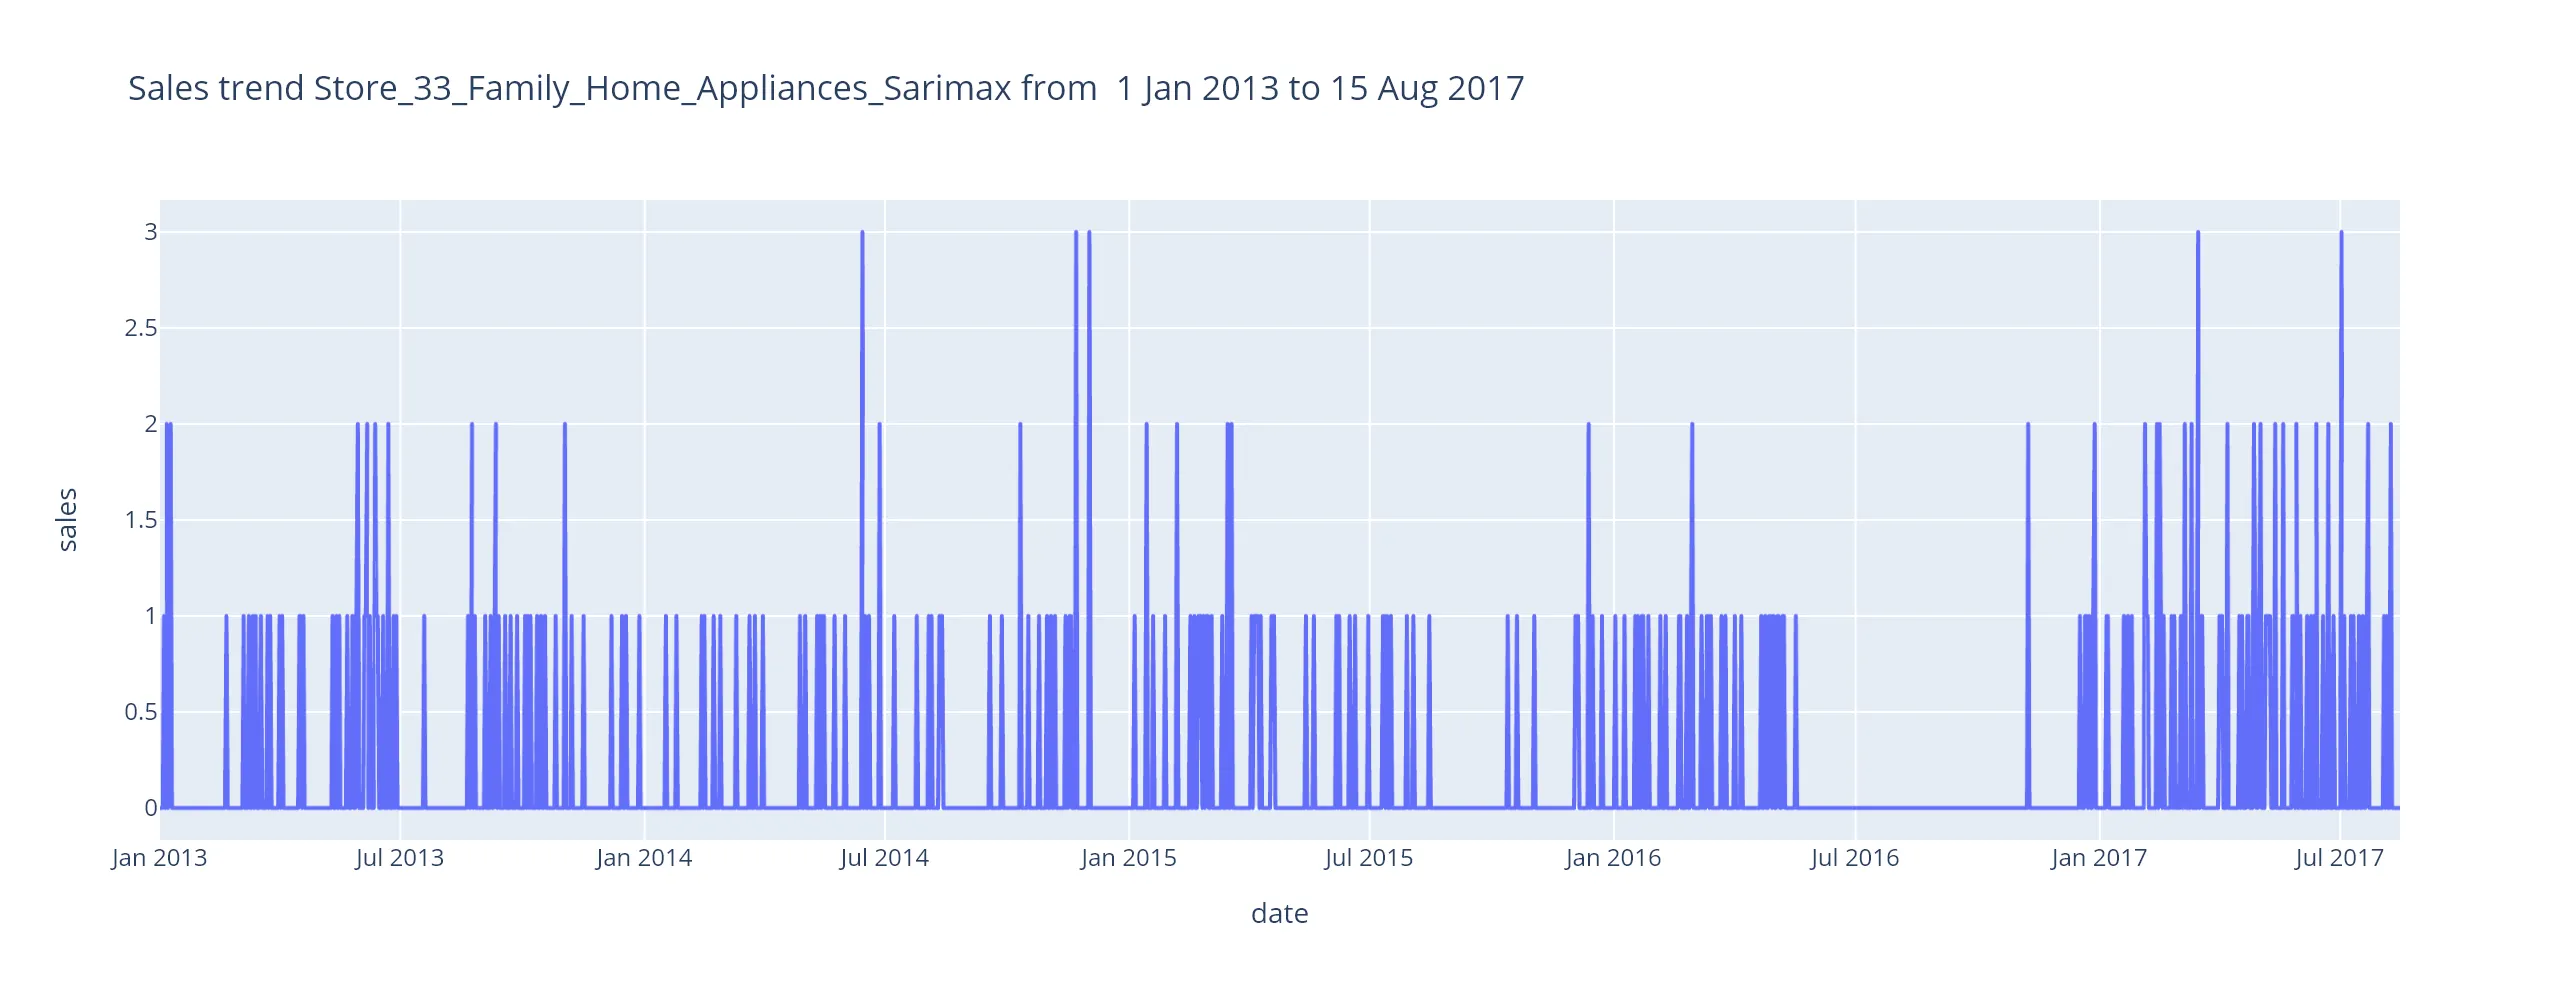 Sales trend Store_33_Family_Home_Appliances_Sarimax from  1 Jan 2013 to 15 Aug 2017
3
2.5
2
1.5
1
0.5
0
sales
Jan 2013 Jul 2013 Jan 2014 Jul 2014 Jan 2015 Jul 2015 Jan 2016 Jul 2016 Jan 2017 Jul 2017
date